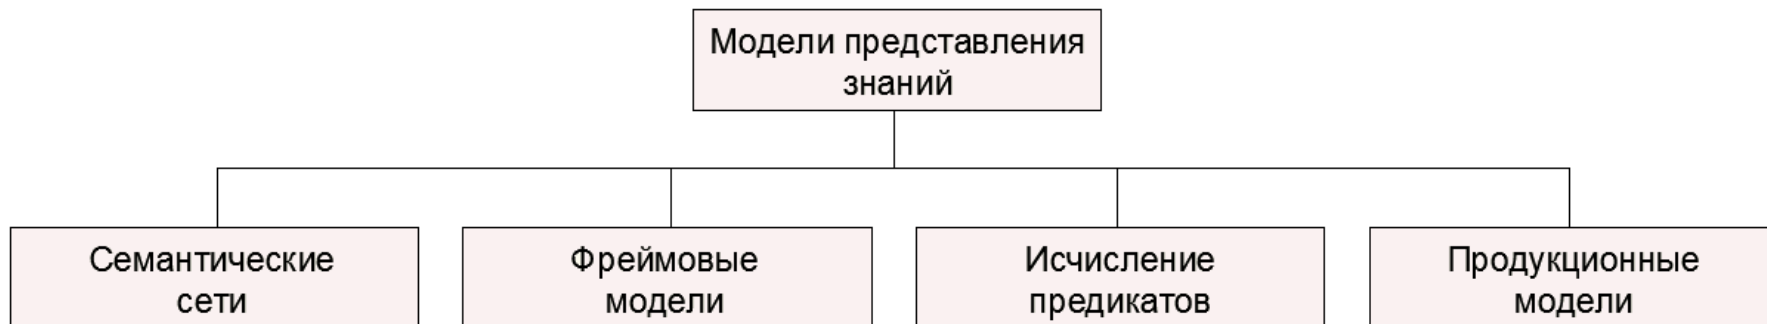 Модели представления
знаний
Семантические
сети
Фреймовые
модели
Исчисление
предикатов
Продукционные
модели